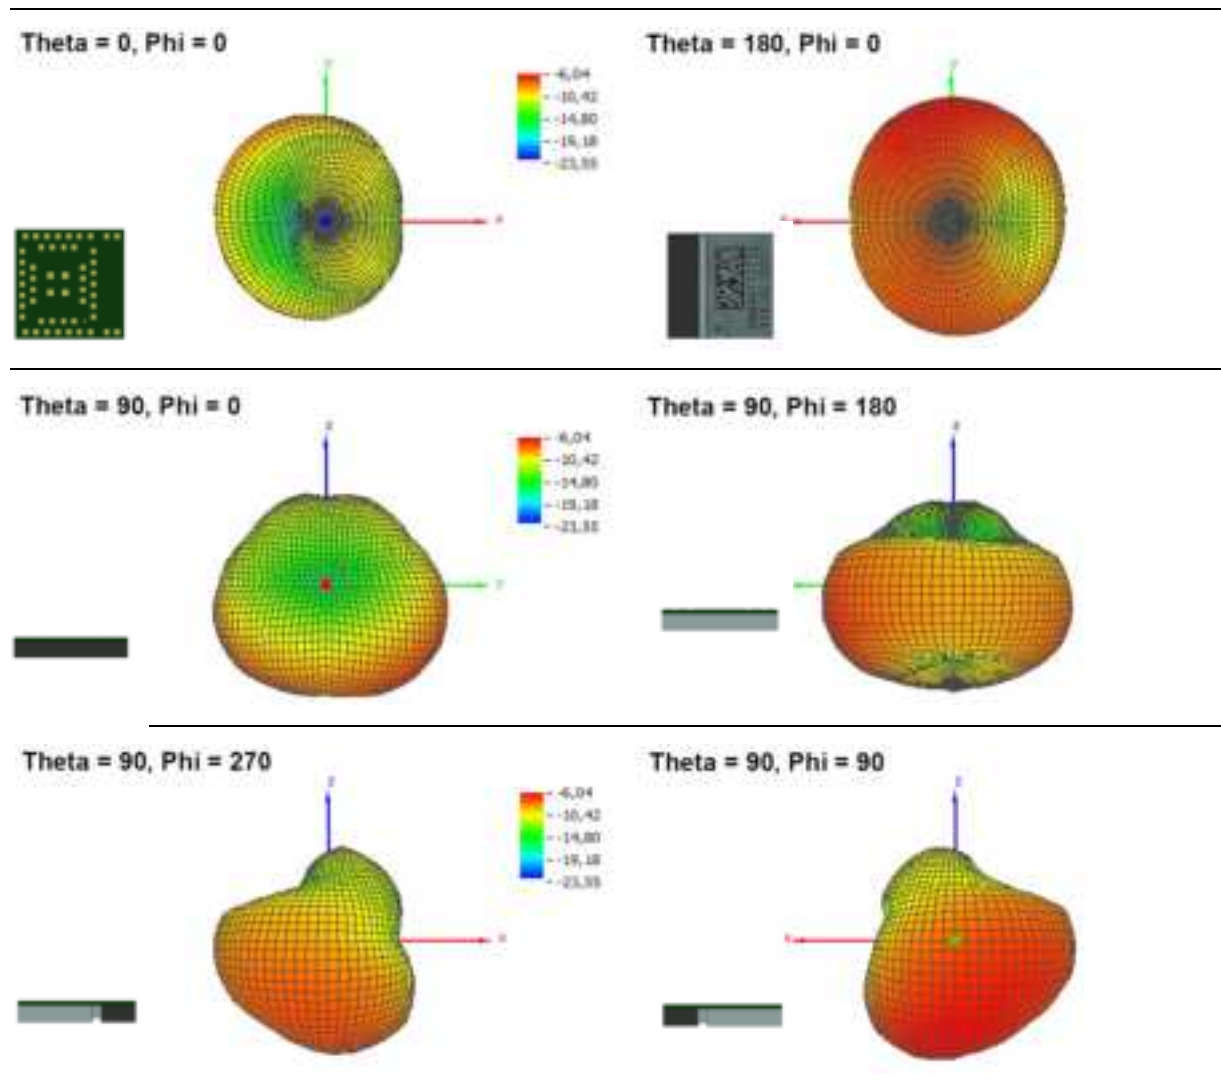 Theta = 0, Phi = 0
Theta = 180, Phi = 0
-6,04
-10,42
-14,80
-19,18
-23,55
Theta = 90, Phi = 0
Theta = 90, Phi = 180
-6,04
-10,42
-14,80
-19,18
-23,55
Theta = 90, Phi = 270
Theta = 90, Phi = 90
-6,04
-10,42
-14,80
-19,18
-23,55